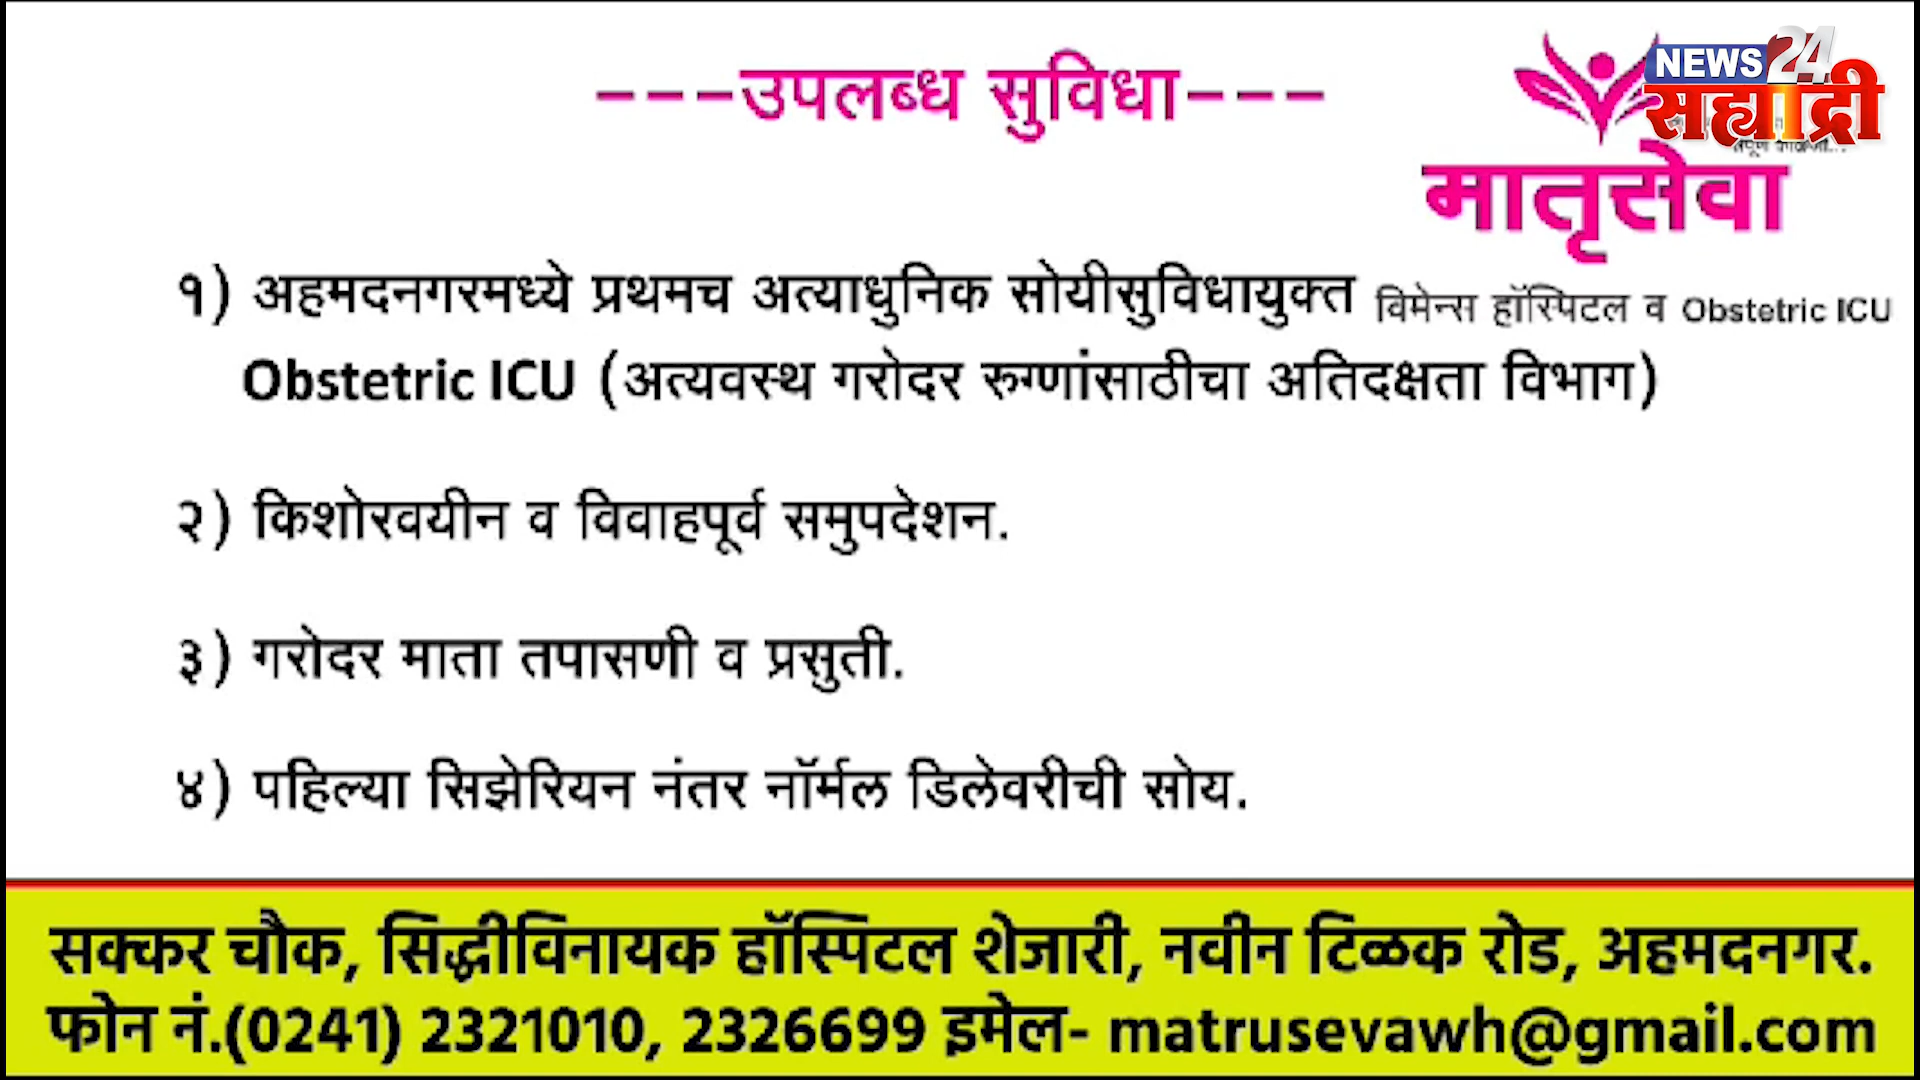 ---उपलब्ध सुविधा---
NEWS 24
सह्याद्री
मातृसेवा
विमेन्स हॉस्पिटल व Obstetric ICU
१) अहमदनगरमध्ये प्रथमच अत्याधुनिक सोयीसुविधायुक्त
Obstetric ICU (अत्यवस्थ गरोदर रुग्णांसाठीचा अतिदक्षता विभाग)
२) किशोरवयीन व विवाहपूर्व समुपदेशन.
३) गरोदर माता तपासणी व प्रसुती.
४) पहिल्या सिझेरियन नंतर नॉर्मल डिलेवरीची सोय.
सक्कर चौक, सिद्धीविनायक हॉस्पिटल शेजारी, नवीन टिळक रोड, अहमदनगर.
फोन नं.(0241) 2321010, 2326699 इमेल- matrusevawh@gmail.com